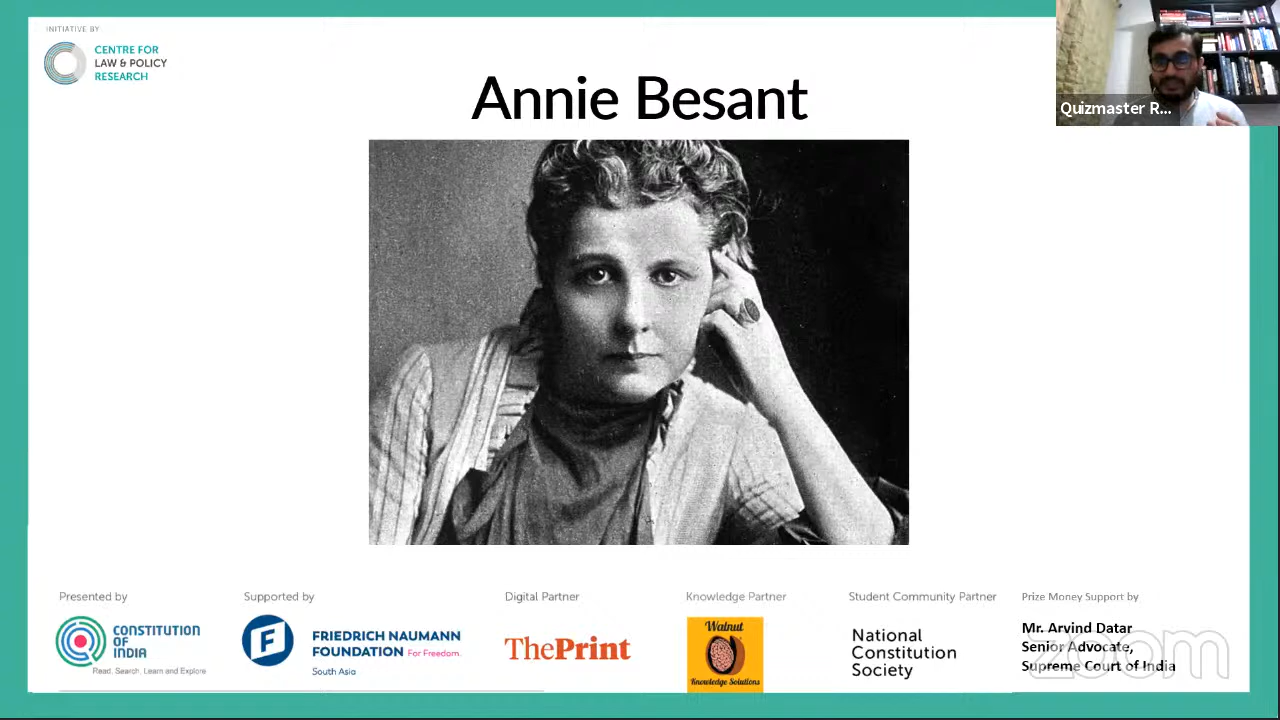 INITIATIVE BY
CENTRE FOR
LAW & POLICY
RESEARCH
Annie Besant
Quizmaster R...
Presented by
CONSTITUTION
OF
INDIA
Read, Search, Learn and Explore
Supported by
F
FRIEDRICH NAUMANN
FOUNDATION For Freedom.
South Asia
Digital Partner
ThePrint
Knowledge Partner
Walnut
Knowledge Solutions
Student Community Partner
National
Constitution
Society
Prize Money Support by
Mr. Arvind Datar
Senior Advocate,
Supreme Court of India
zoom